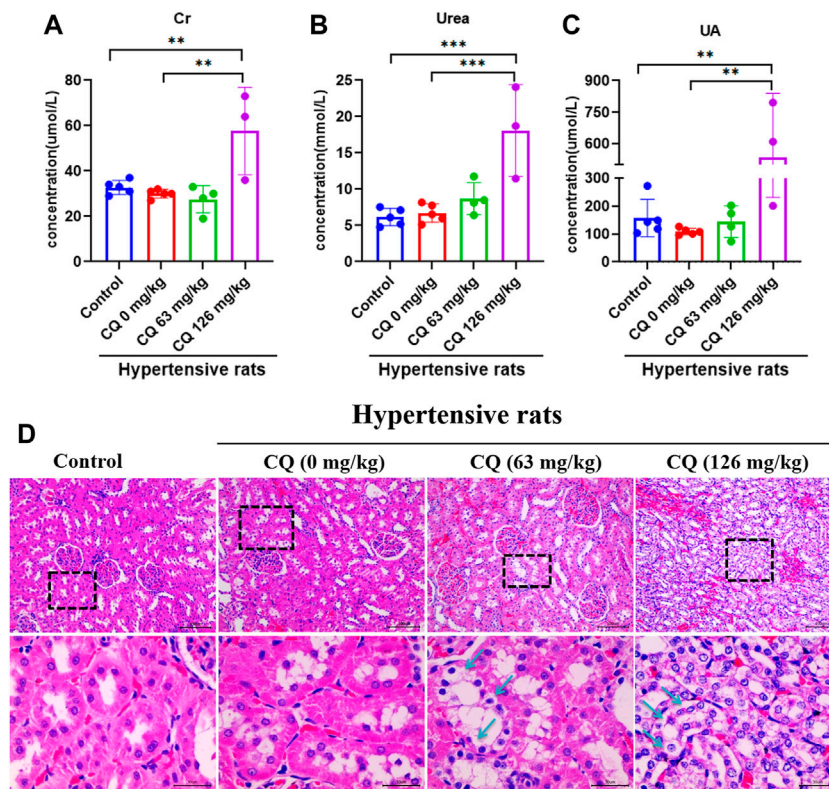 A
Cr
**
**
concentration(umol/L)
80
60
40
20
0
Control
CQ 0 mg/kg
CQ 63 mg/kg
CQ 126 mg/kg
Hypertensive rats
B
Urea
***
***
concentration(mmol/L)
25
20
15
10
5
0
Control
CQ 0 mg/kg
CQ 63 mg/kg
CQ 126 mg/kg
Hypertensive rats
C
UA
**
**
concentration(umol/L)
900
600
300
200
100
0
Control
CQ 0 mg/kg
CQ 63 mg/kg
CQ 126 mg/kg
Hypertensive rats
D
Hypertensive rats
Control
CQ (0 mg/kg)
CQ (63 mg/kg)
CQ (126 mg/kg)